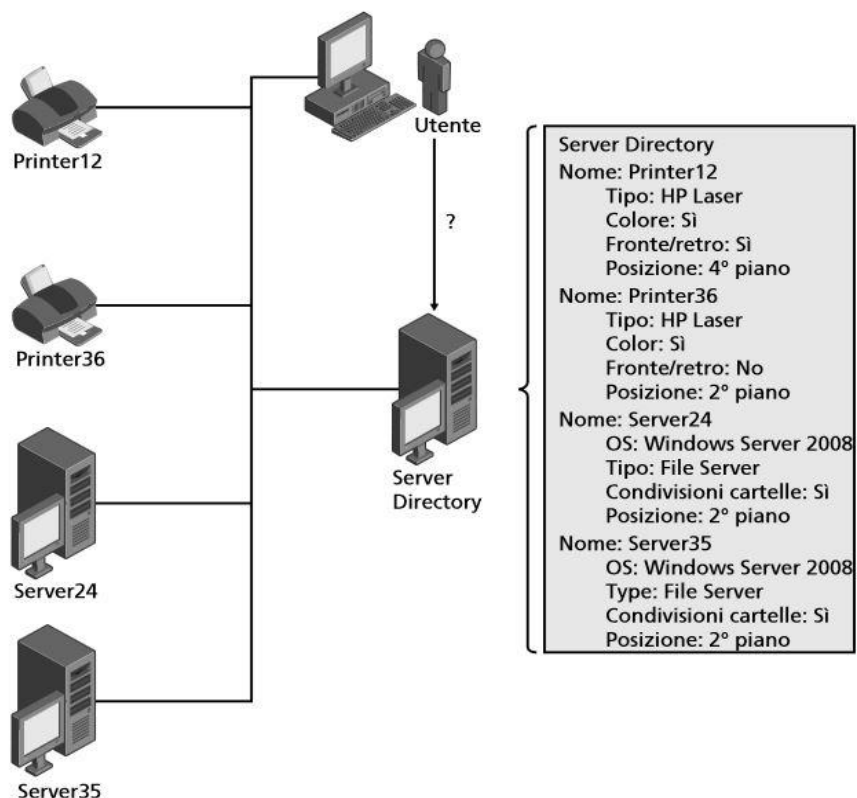 Printer12
Utente
?
Printer36
Server
Directory
Server24
Server35
Server Directory
Nome: Printer12
Tipo: HP Laser
Colore: Sì
Fronte/retro: Sì
Posizione: 4° piano
Nome: Printer36
Tipo: HP Laser
Color: Sì
Fronte/retro: No
Posizione: 2° piano
Nome: Server24
OS: Windows Server 2008
Tipo: File Server
Condivisioni cartelle: Sì
Posizione: 2° piano
Nome: Server35
OS: Windows Server 2008
Type: File Server
Condivisioni cartelle: Sì
Posizione: 2° piano